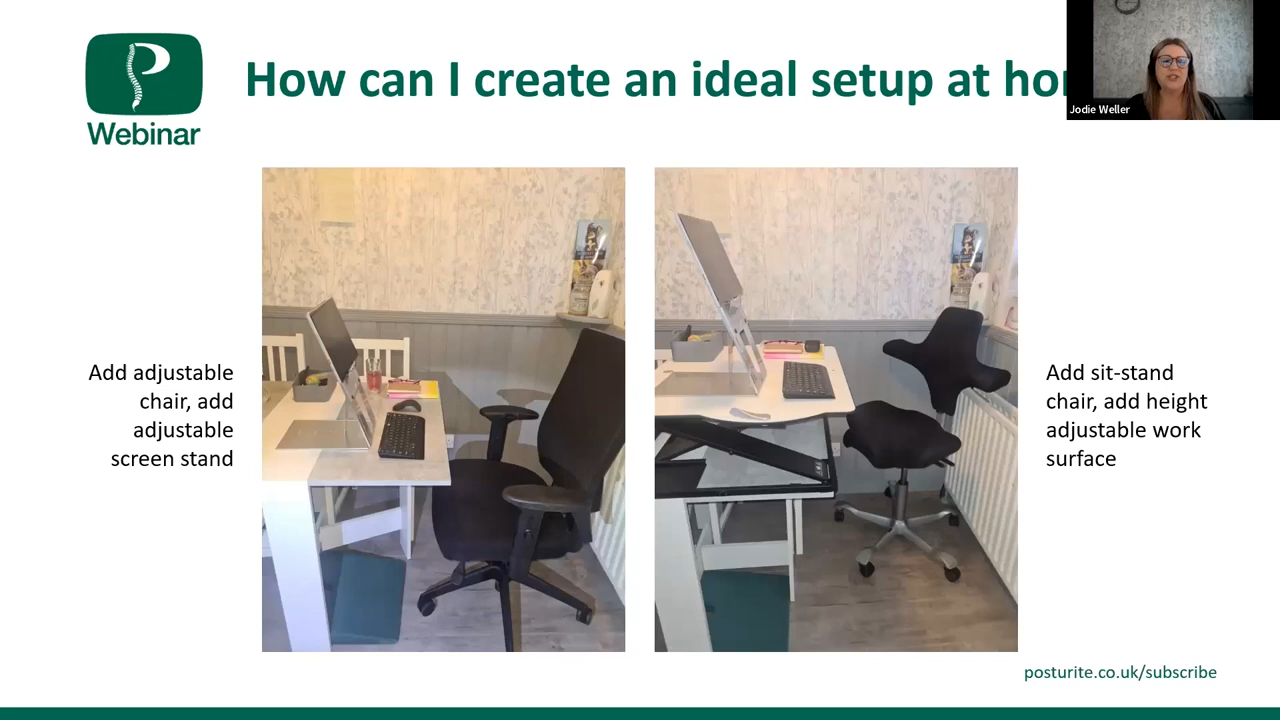 How can I create an ideal setup at ho
Jodie Weller
Webinar
Add adjustable
chair, add
adjustable
screen stand
Add sit-stand
chair, add height
adjustable work
surface
posturite.co.uk/subscribe